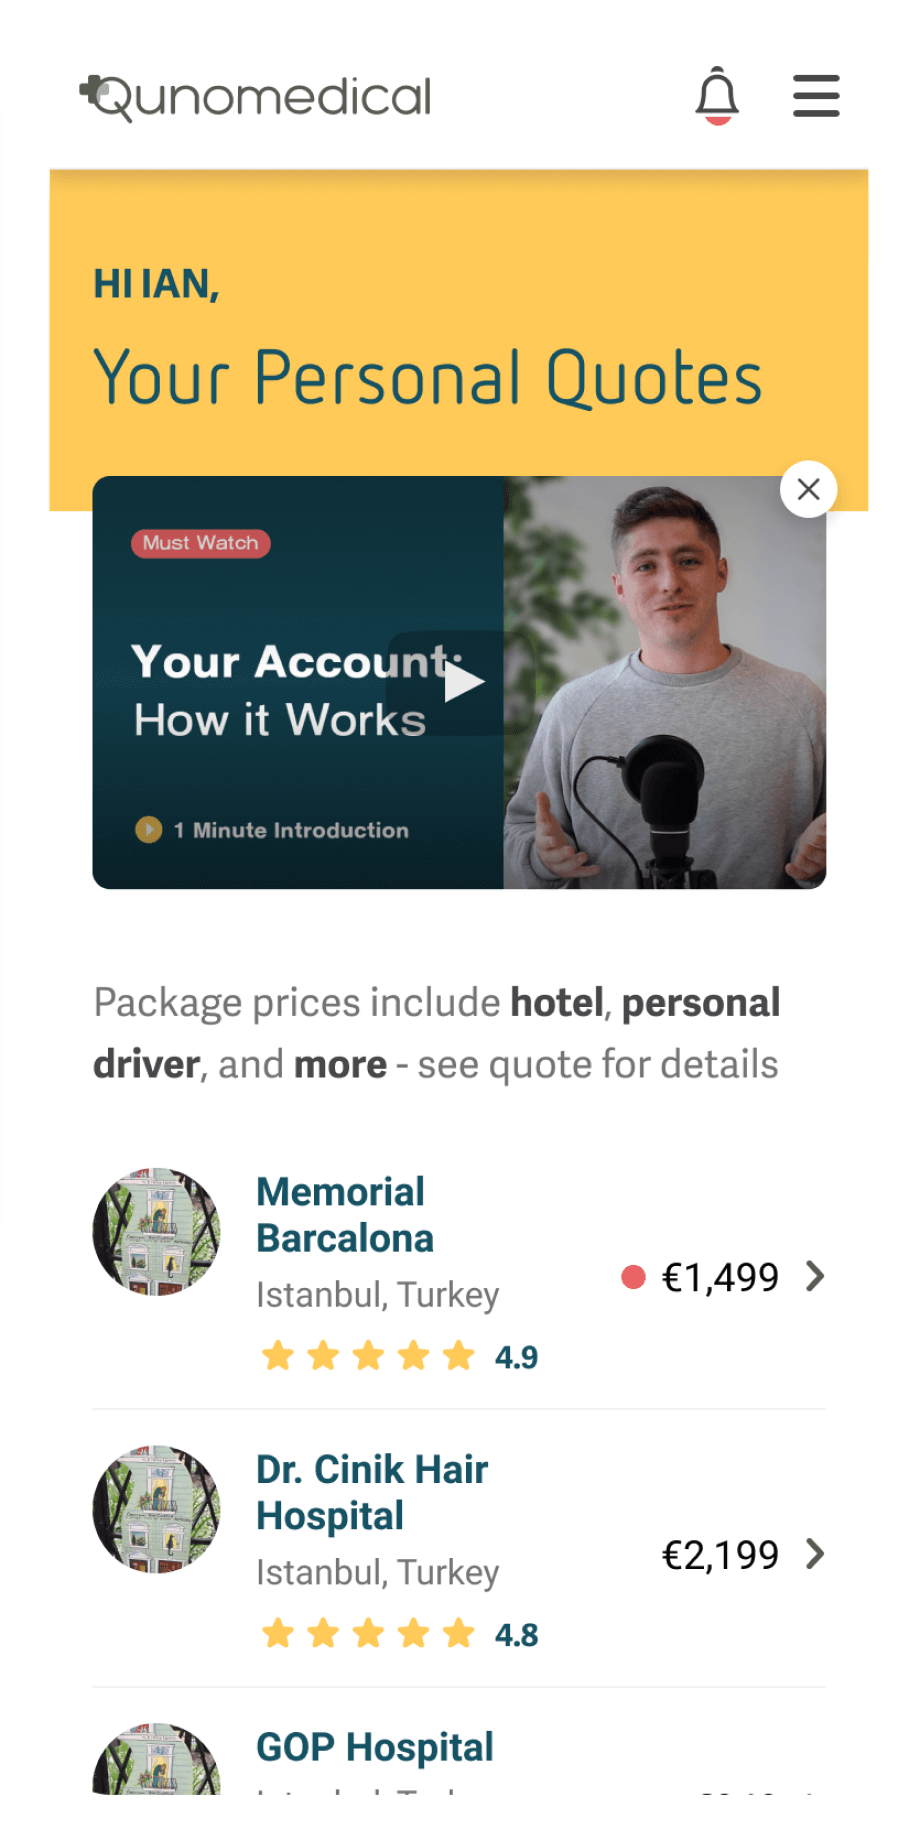 Qunomedical
HI IAN,
Your Personal Quotes
Must Watch
Your Account:
How it Works
1 Minute Introduction
Package prices include hotel, personal
driver, and more - see quote for details
Memorial
Barcalona
Istanbul, Turkey
€1,499
4.9
Dr. Cinik Hair
Hospital
Istanbul, Turkey
€2,199
4.8
GOP Hospital